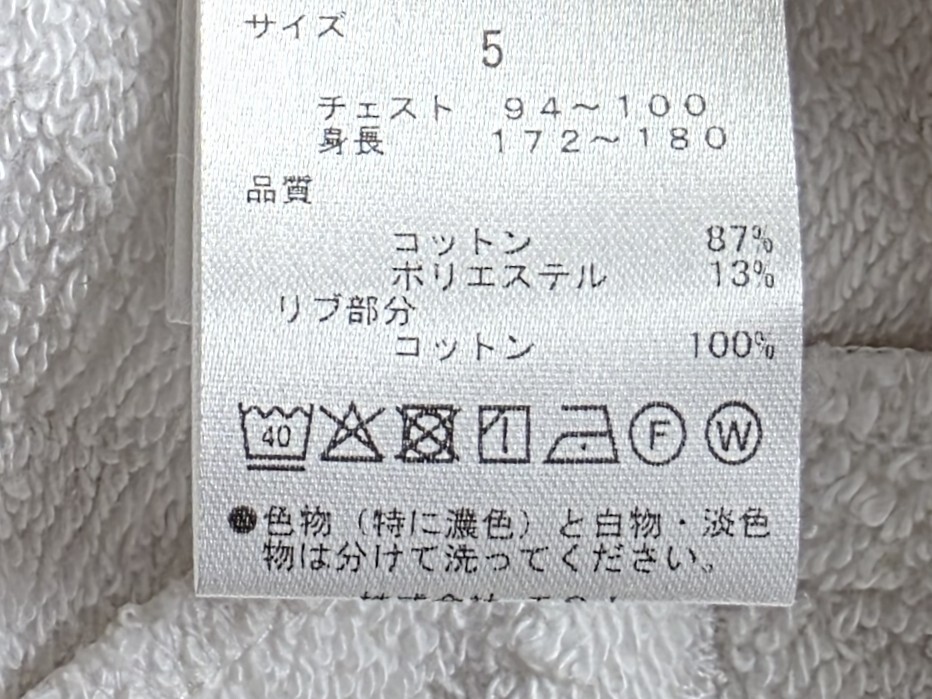 サイズ
5
チェスト ９４～１００
身長 １７２～１８０
品質
コットン 87%
ポリエステル 13%
リブ部分
コットン 100%
40 F W
●色物（特に濃色）と白物・淡色
物は分けて洗ってください。